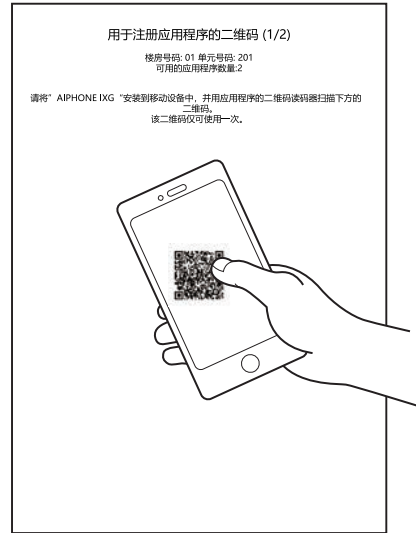 用于注册应用程序的二维码 (1/2)
楼房号码: 01 单元号码: 201
可用的应用程序数量:2
请将”AIPHONE IXG“安装到移动设备中，并用应用程序的二维码读码器扫描下方的
二维码。
该二维码仅可使用一次。